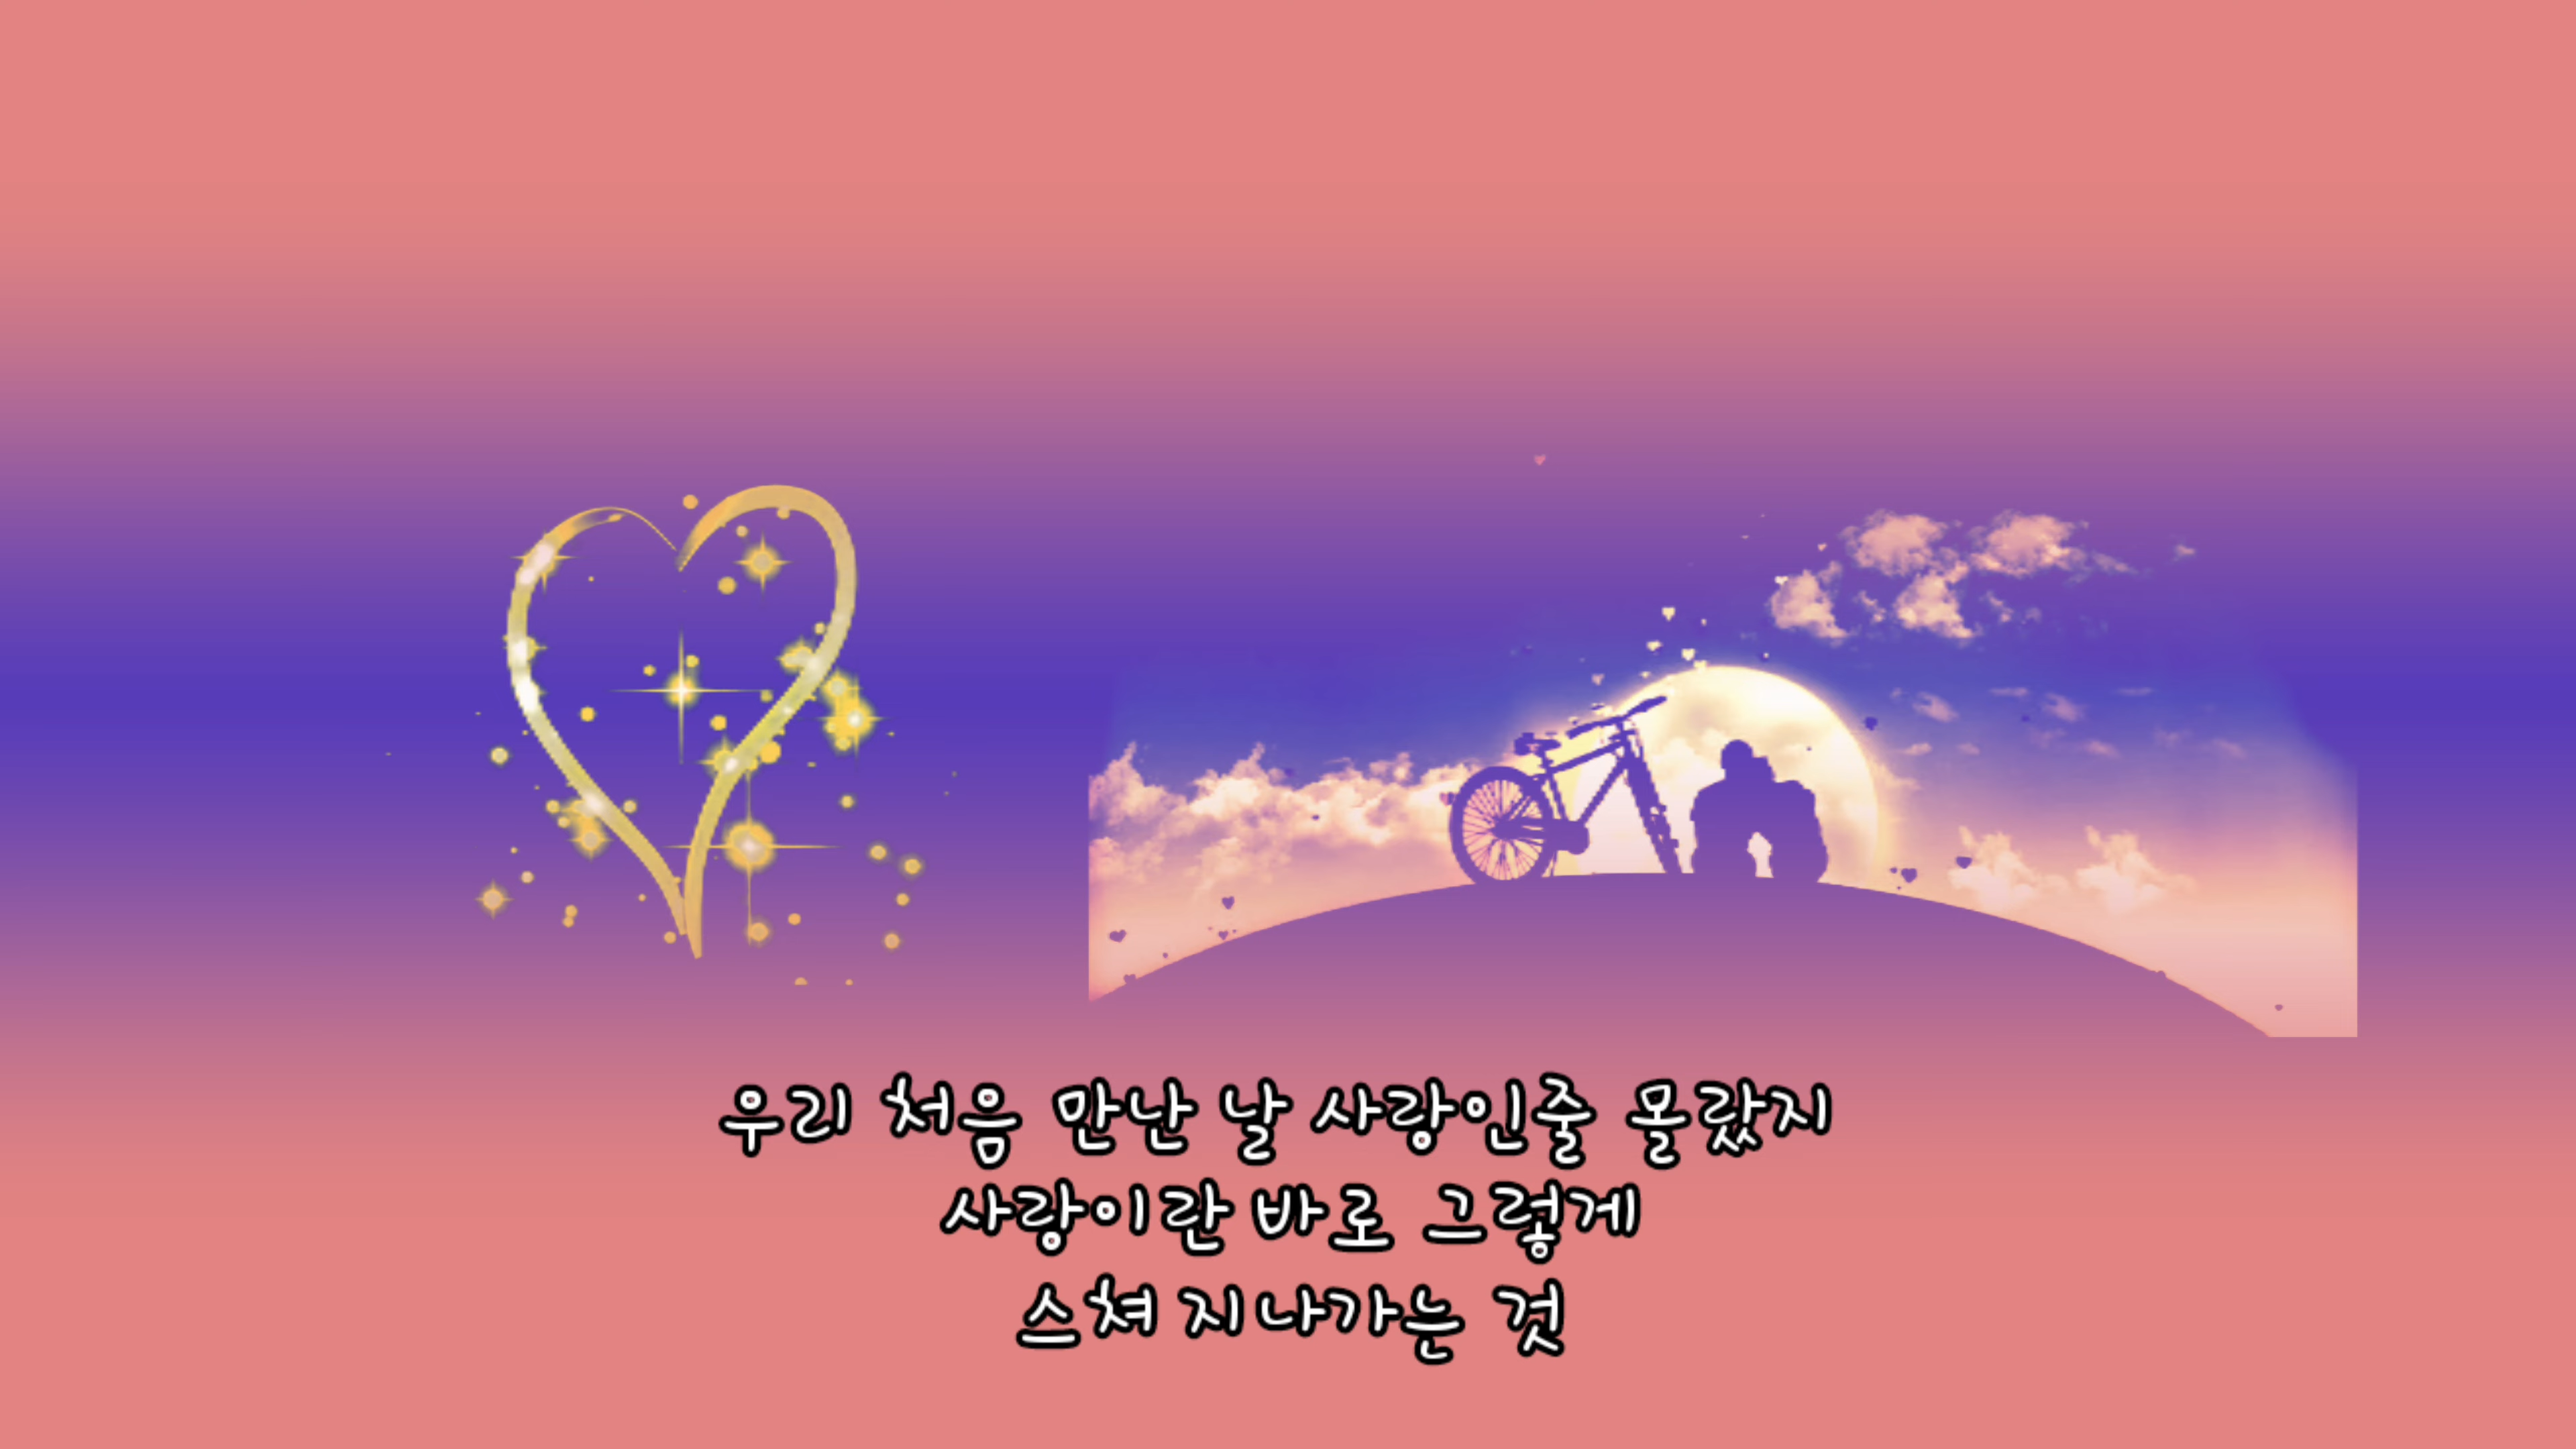 우리 처음 만난 날 사랑인줄 몰랐지
사랑이란 바로 그렇게
스쳐 지나가는 것